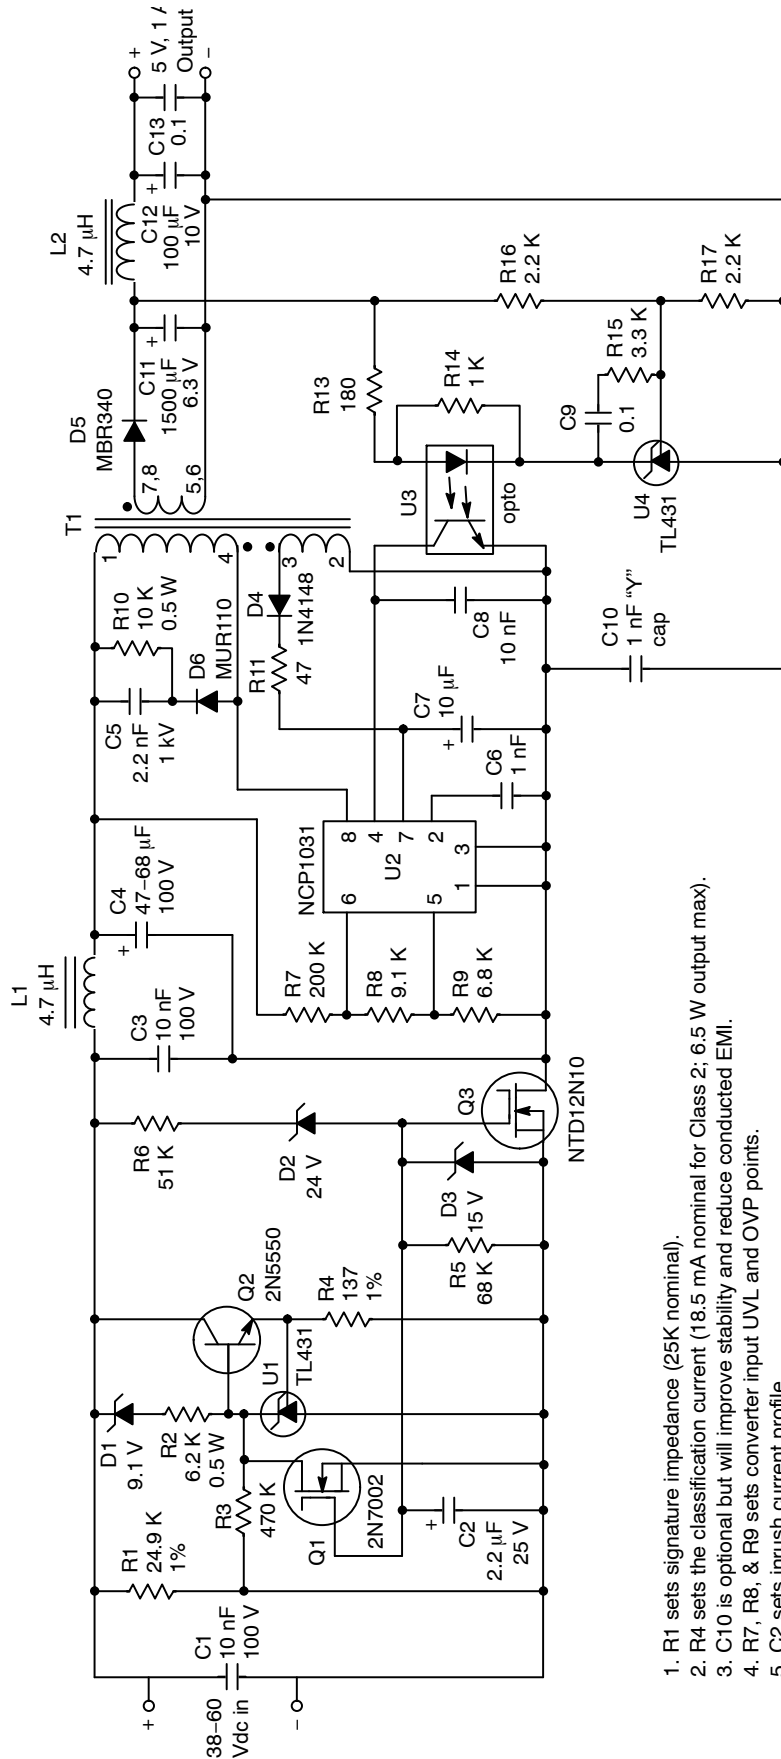 38–60
Vdc in
+
−
C1
10 nF
100 V
R1
24.9 K
1%
D1
9.1 V
R2
6.2 K
0.5 W
R3
470 K
Q1
2N7002
U1
TL431
Q2
2N5550
R4
137
1%
C2
2.2 µF
25 V
+
R5
68 K
D3
15 V
R6
51 K
D2
24 V
Q3
NTD12N10
L1
4.7 µH
C3
10 nF
100 V
C4
47–68 µF
100 V
+
R7
200 K
R8
9.1 K
R9
6.8 K
NCP1031
U2
6
5
8
4
7
2
1
3
C5
2.2 nF
1 kV
R10
10 K
0.5 W
D6
MUR110
R11
47
D4
1N4148
C6
1 nF
C7
10 µF
+
C8
10 nF
T1
1
4
3
2
7,8
5,6
D5
MBR340
C11
1500 µF
6.3 V
+
L2
4.7 µH
C12
100 µF
10 V
+
C13
0.1
+
5 V, 1 A
Output
−
U3
opto
R13
180
R14
1 K
C9
0.1
R15
3.3 K
R16
2.2 K
R17
2.2 K
U4
TL431
C10
1 nF “Y”
cap
1. R1 sets signature impedance (25K nominal).
2. R4 sets the classification current (18.5 mA nominal for Class 2; 6.5 W output max).
3. C10 is optional but will improve stability and reduce conducted EMI.
4. R7, R8, & R9 sets converter input UVL and OVP points.
5. C2 sets inrush current profile